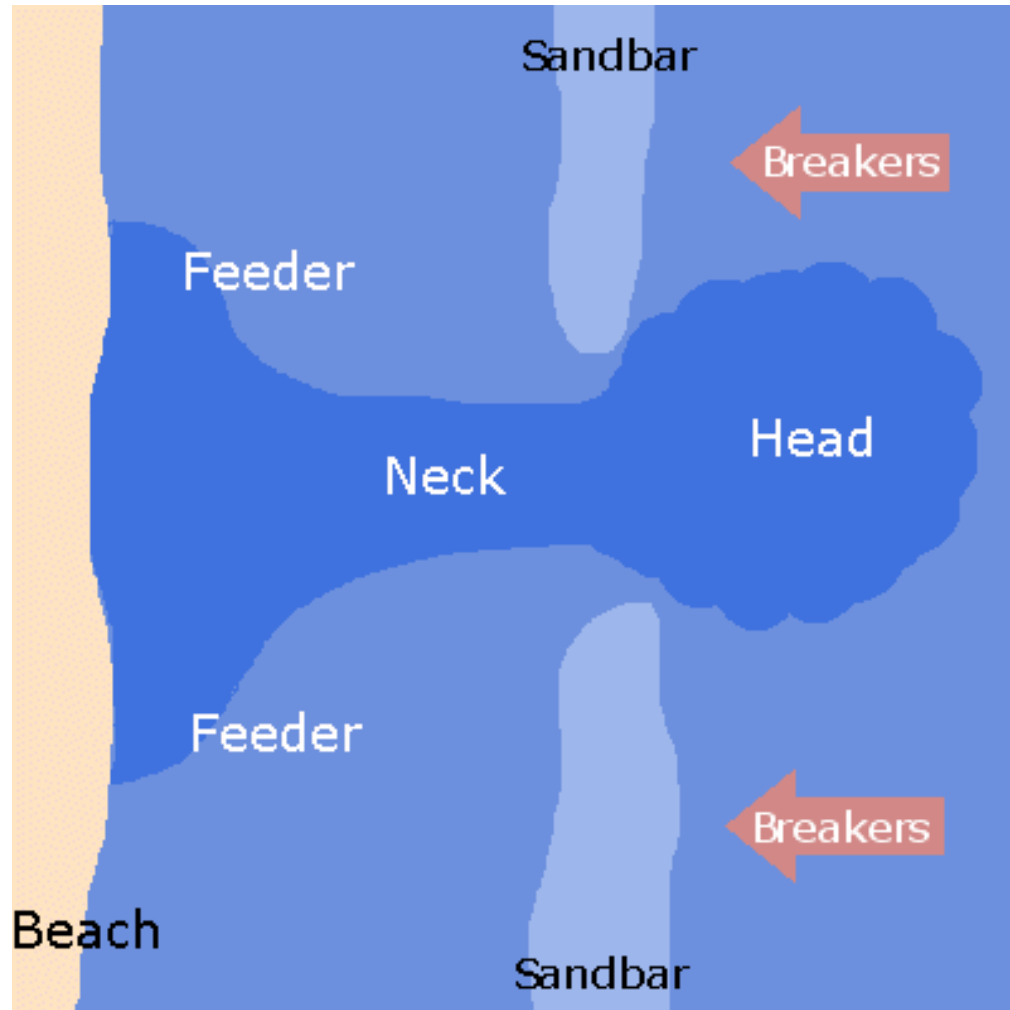 Sandbar
Breakers
Feeder
Head
Neck
Feeder
Breakers
Beach
Sandbar